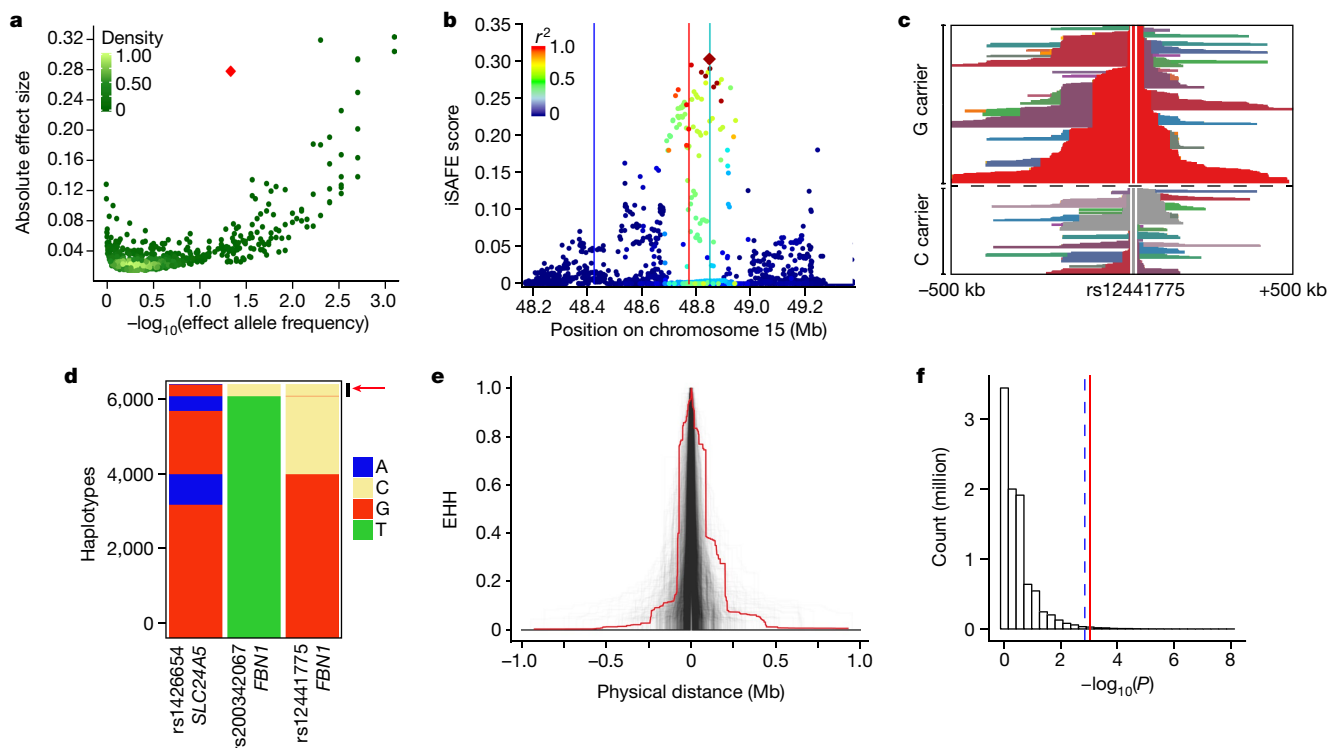 a
Absolute effect size
0.32
0.28
0.24
0.20
0.16
0.12
0.08
0.04
Density
1.00
0.50
0
0 0.5 1.0 1.5 2.0 2.5 3.0
–log10(effect allele frequency)
b
iSAFE score
0.35
0.30
0.25
0.20
0.15
0.10
0.05
0
r2
1.0
0.5
0
48.2 48.4 48.6 48.8 49.0 49.2
Position on chromosome 15 (Mb)
c
G carrier
C carrier
–500 kb rs12441775 +500 kb
d
Haplotypes
6,000
4,000
2,000
0
A
C
G
T
rs1426654
SLC24A5
rs200342067
FBN1
rs12441775
FBN1
e
EHH
1.0
0.8
0.6
0.4
0.2
0
–1.0 –0.5 0 0.5 1.0
Physical distance (Mb)
f
Count (million)
3
2
1
0
0 2 4 6 8
–log10(P)